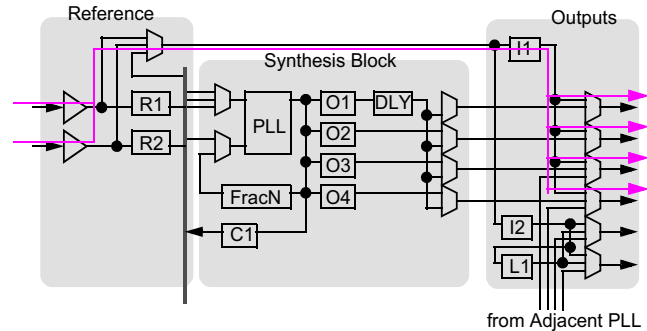 Reference
Outputs
Synthesis Block
I1
R1
O1
DLY
PLL
R2
O2
O3
FracN
O4
C1
I2
L1
from Adjacent PLL